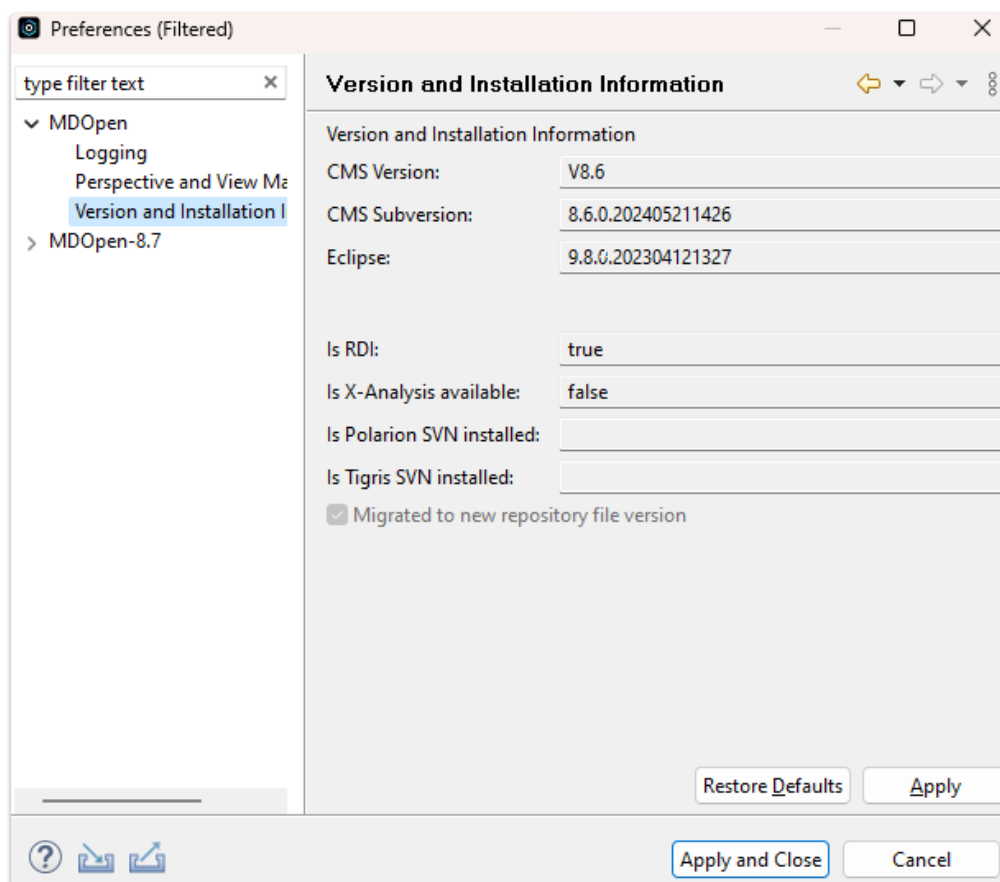 Preferences (Filtered)
type filter text
MDOpen
Logging
Perspective and View Ma
Version and Installation I
MDOpen-8.7
Version and Installation Information
Version and Installation Information
CMS Version: V8.6
CMS Subversion: 8.6.0.202405211426
Eclipse: 9.8.0.202304121327
Is RDI: true
Is X-Analysis available: false
Is Polarion SVN installed:
Is Tigris SVN installed:
Migrated to new repository file version
Restore Defaults Apply
Apply and Close Cancel